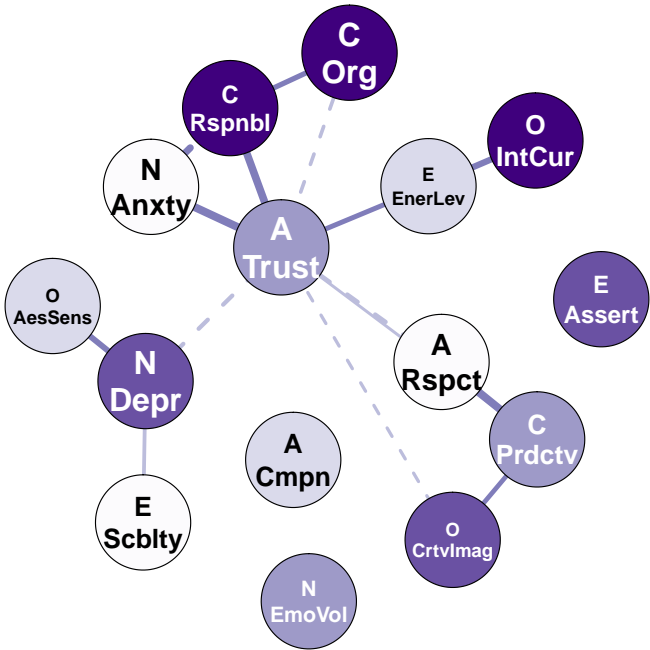 C
Org
C
Rspnbl
O
IntCur
N
Anxty
E
EnerLev
A
Trust
E
Assert
O
AesSens
A
Rspct
N
Depr
C
Prdctv
A
Cmpn
E
Scblty
O
CrtvImag
N
EmoVol